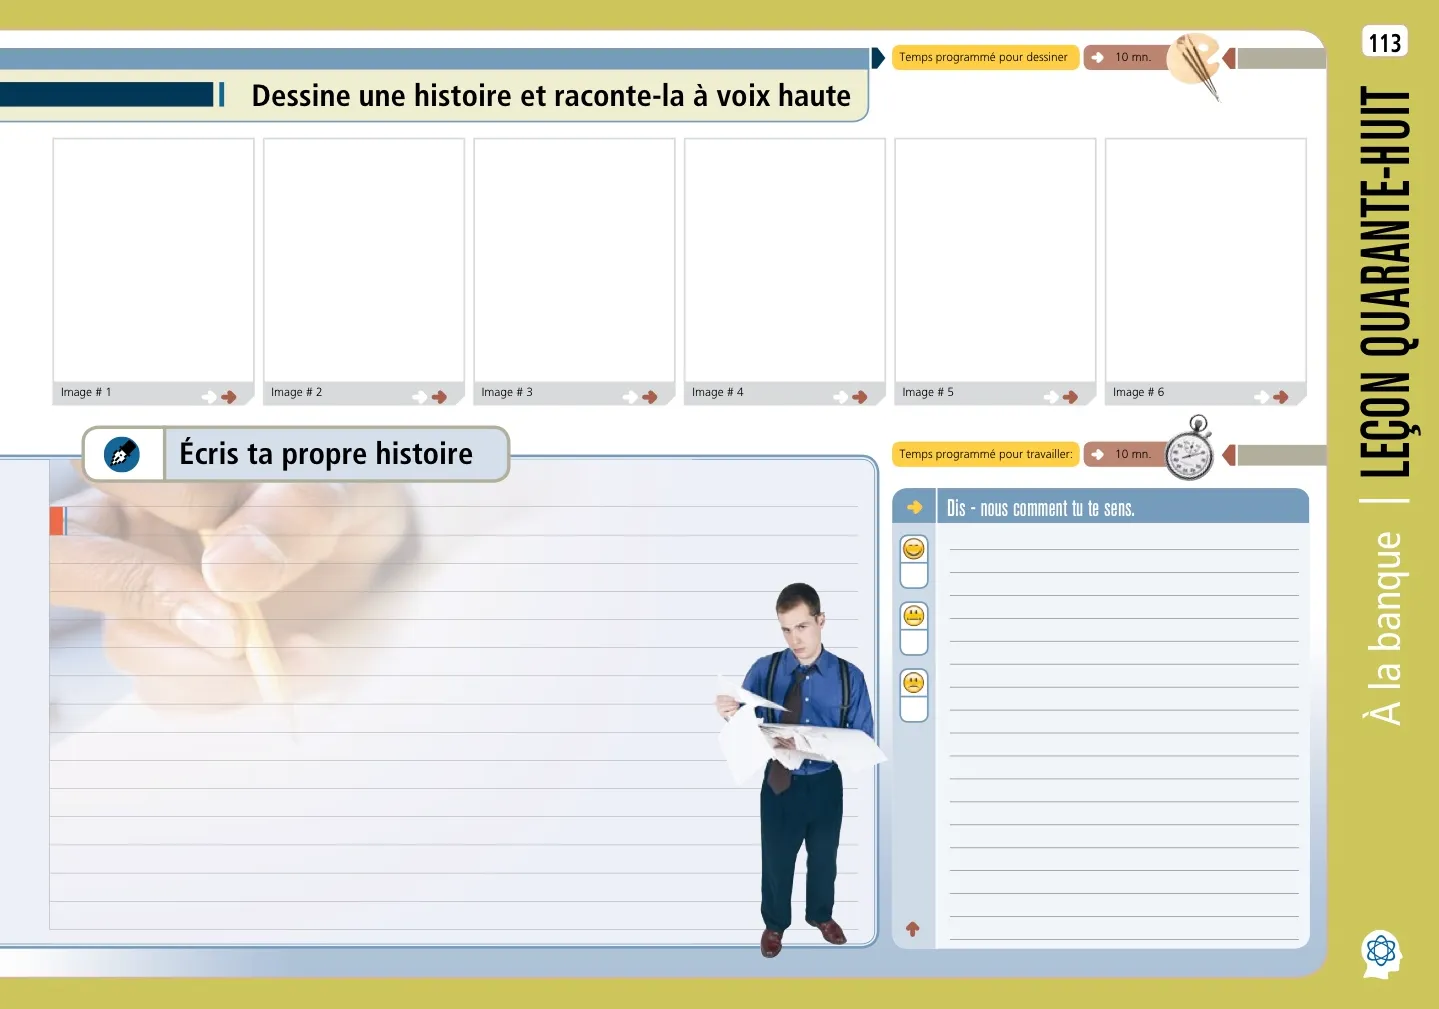 113
Temps programmé pour dessiner
10 mn.
Dessine une histoire et raconte-la à voix haute
Image # 1
Image # 2
Image # 3
Image # 4
Image # 5
Image # 6
Écris ta propre histoire
Temps programmé pour travailler:
10 mn.
Dis - nous comment tu te sens.
LEÇON QUARANTE-HUIT
À la banque